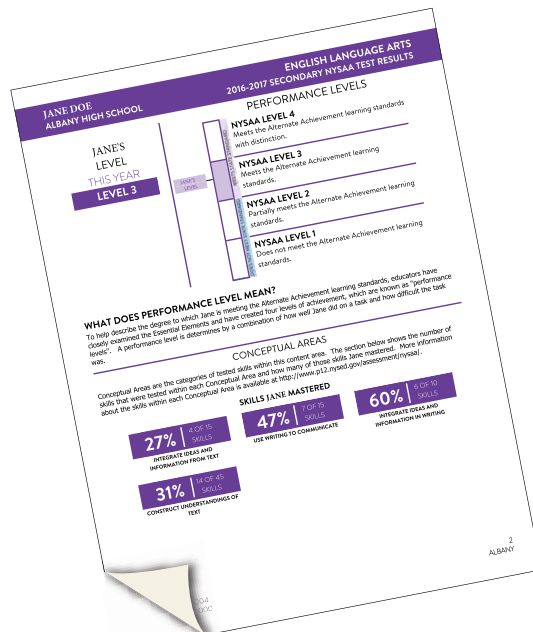 JANE DOE
ALBANY HIGH SCHOOL
ENGLISH LANGUAGE ARTS
2016-2017 SECONDARY NYSAA TEST RESULTS
JANE'S
LEVEL
THIS YEAR
LEVEL 3
PERFORMANCE LEVELS
JANE'S
LEVEL
NYSAA LEVEL 4
Meets the Alternate Achievement learning standards
with distinction.
NYSAA LEVEL 3
Meets the Alternate Achievement learning
standards.
NYSAA LEVEL 2
Partially meets the Alternate Achievement learning
standards.
NYSAA LEVEL 1
Does not meet the Alternate Achievement learning
standards.
WHAT DOES PERFORMANCE LEVEL MEAN?
To help describe the degree to which Jane is meeting the Alternate Achievement learning standards, educators have
closely examined the Essential Elements and have created four levels of achievement, which are known as "performance
levels". A performance level is determines by a combination of how well Jane did on a task and how difficult the task
was.
CONCEPTUAL AREAS
Conceptual Areas are the categories of tested skills within this content area. The section below shows the number of
skills that were tested within each Conceptual Area and how many of those skills Jane mastered. More information
about the skills within each Conceptual Area is available at http://www.p12.nysed.gov/assessment/nysaa/.
SKILLS JANE MASTERED
27%
4 OF 15
SKILLS
INTEGRATE IDEAS AND
INFORMATION FROM TEXT
47%
7 OF 15
SKILLS
USE WRITING TO COMMUNICATE
60%
6 OF 10
SKILLS
INTEGRATE IDEAS AND
INFORMATION IN WRITING
31%
14 OF 45
SKILLS
CONSTRUCT UNDERSTANDINGS OF
TEXT
2
ALBANY